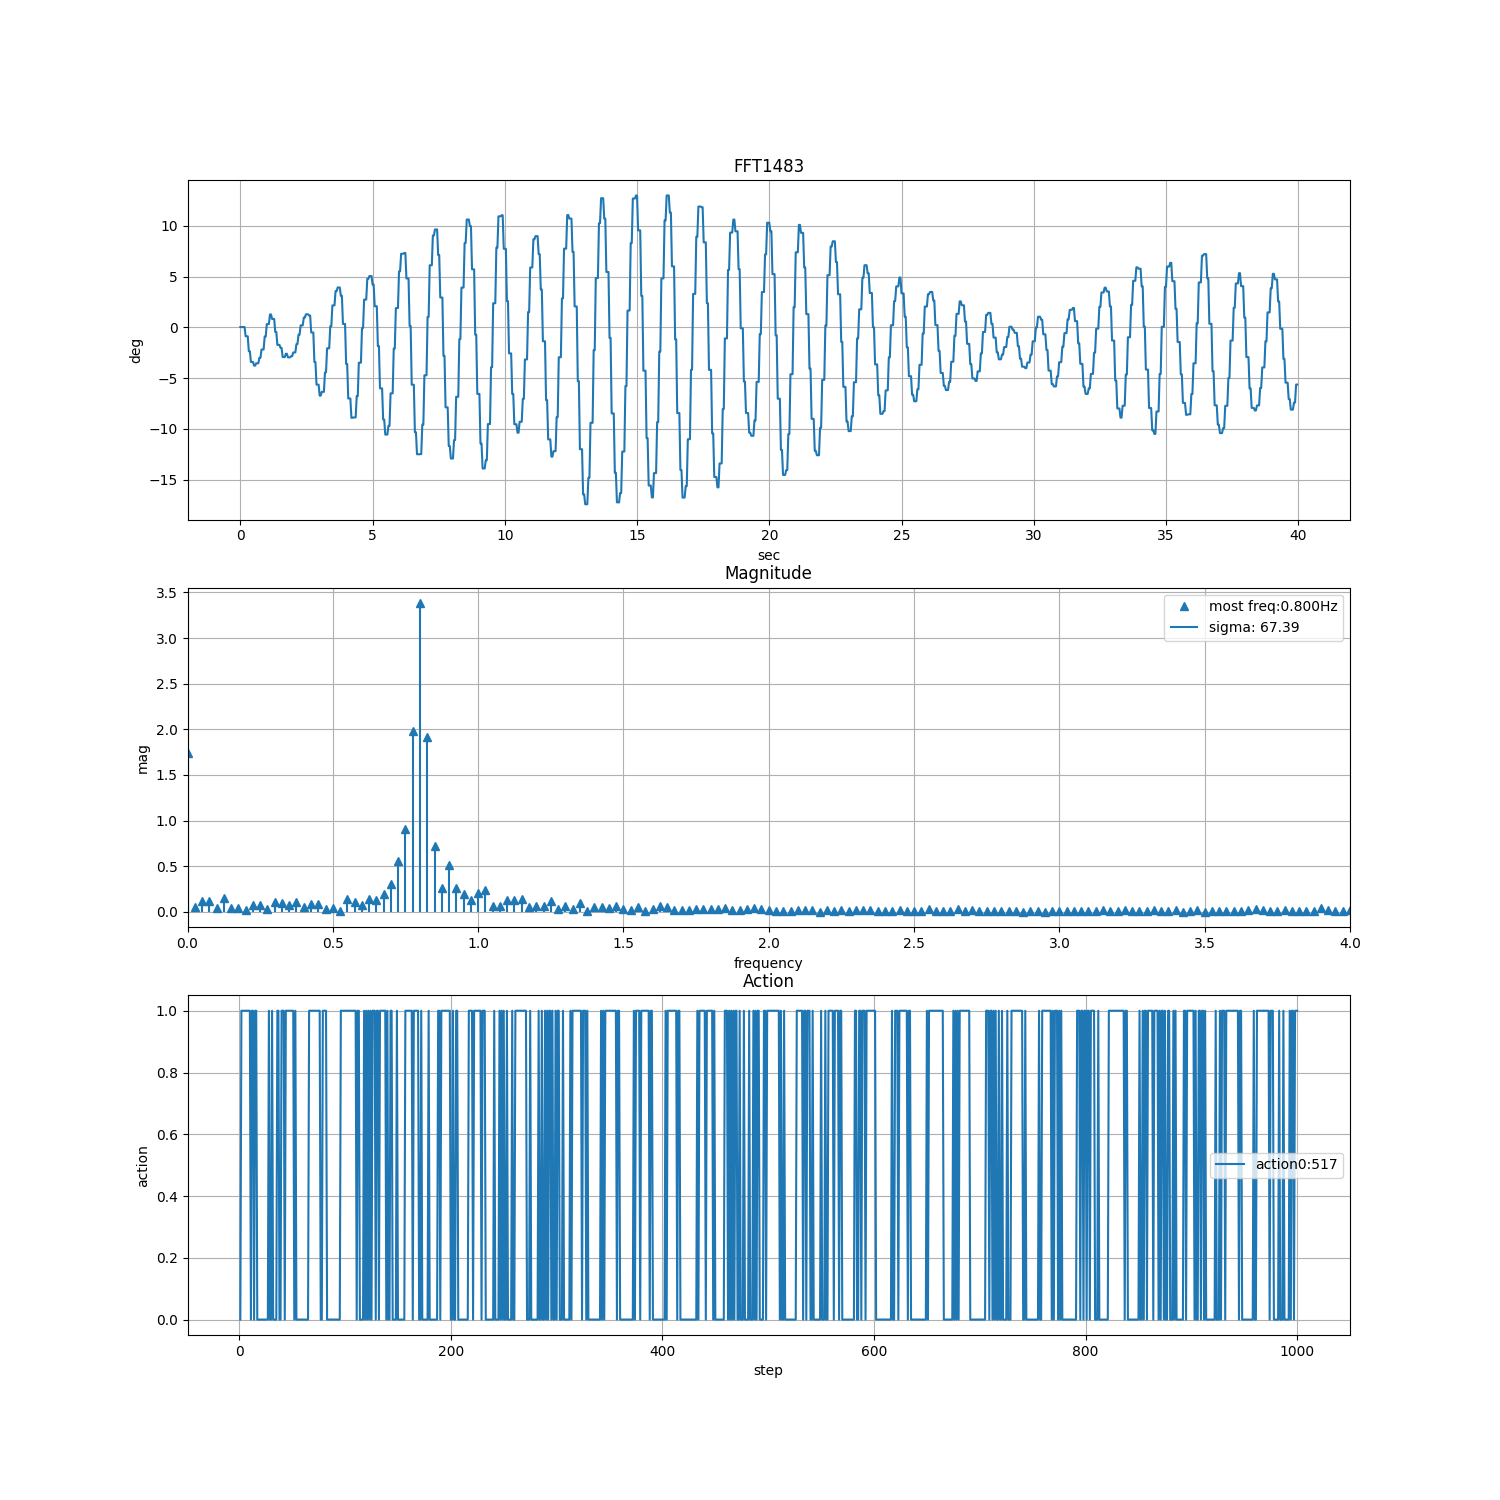 FFT1483
10
5
0
−5
−10
−15
deg
0 5 10 15 20 25 30 35 40
sec
Magnitude
3.5
3.0
2.5
2.0
1.5
1.0
0.5
0.0
mag
most freq:0.800Hz
sigma: 67.39
0.0 0.5 1.0 1.5 2.0 2.5 3.0 3.5 4.0
frequency
Action
1.0
0.8
0.6
0.4
0.2
0.0
action
action0:517
0 200 400 600 800 1000
step